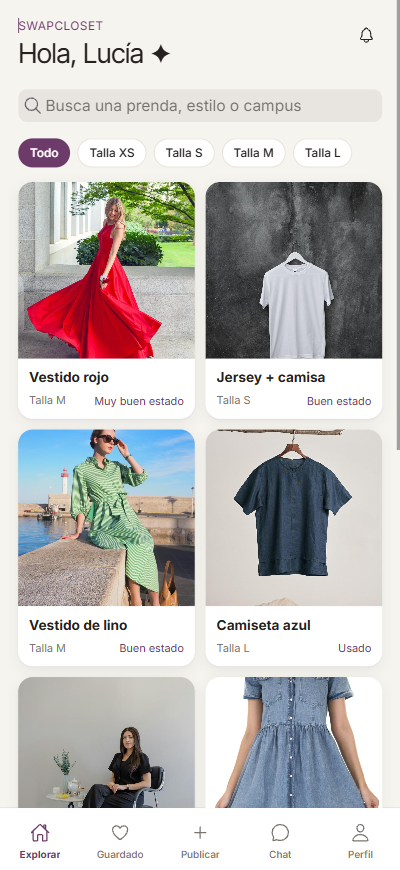 SWAPCLOSET
Hola, Lucía ✦
Busca una prenda, estilo o campus
Todo
Talla XS
Talla S
Talla M
Talla L
Vestido rojo
Talla M
Muy buen estado
Jersey + camisa
Talla S
Buen estado
Vestido de lino
Talla M
Buen estado
Camiseta azul
Talla L
Usado
Explorar
Guardado
Publicar
Chat
Perfil